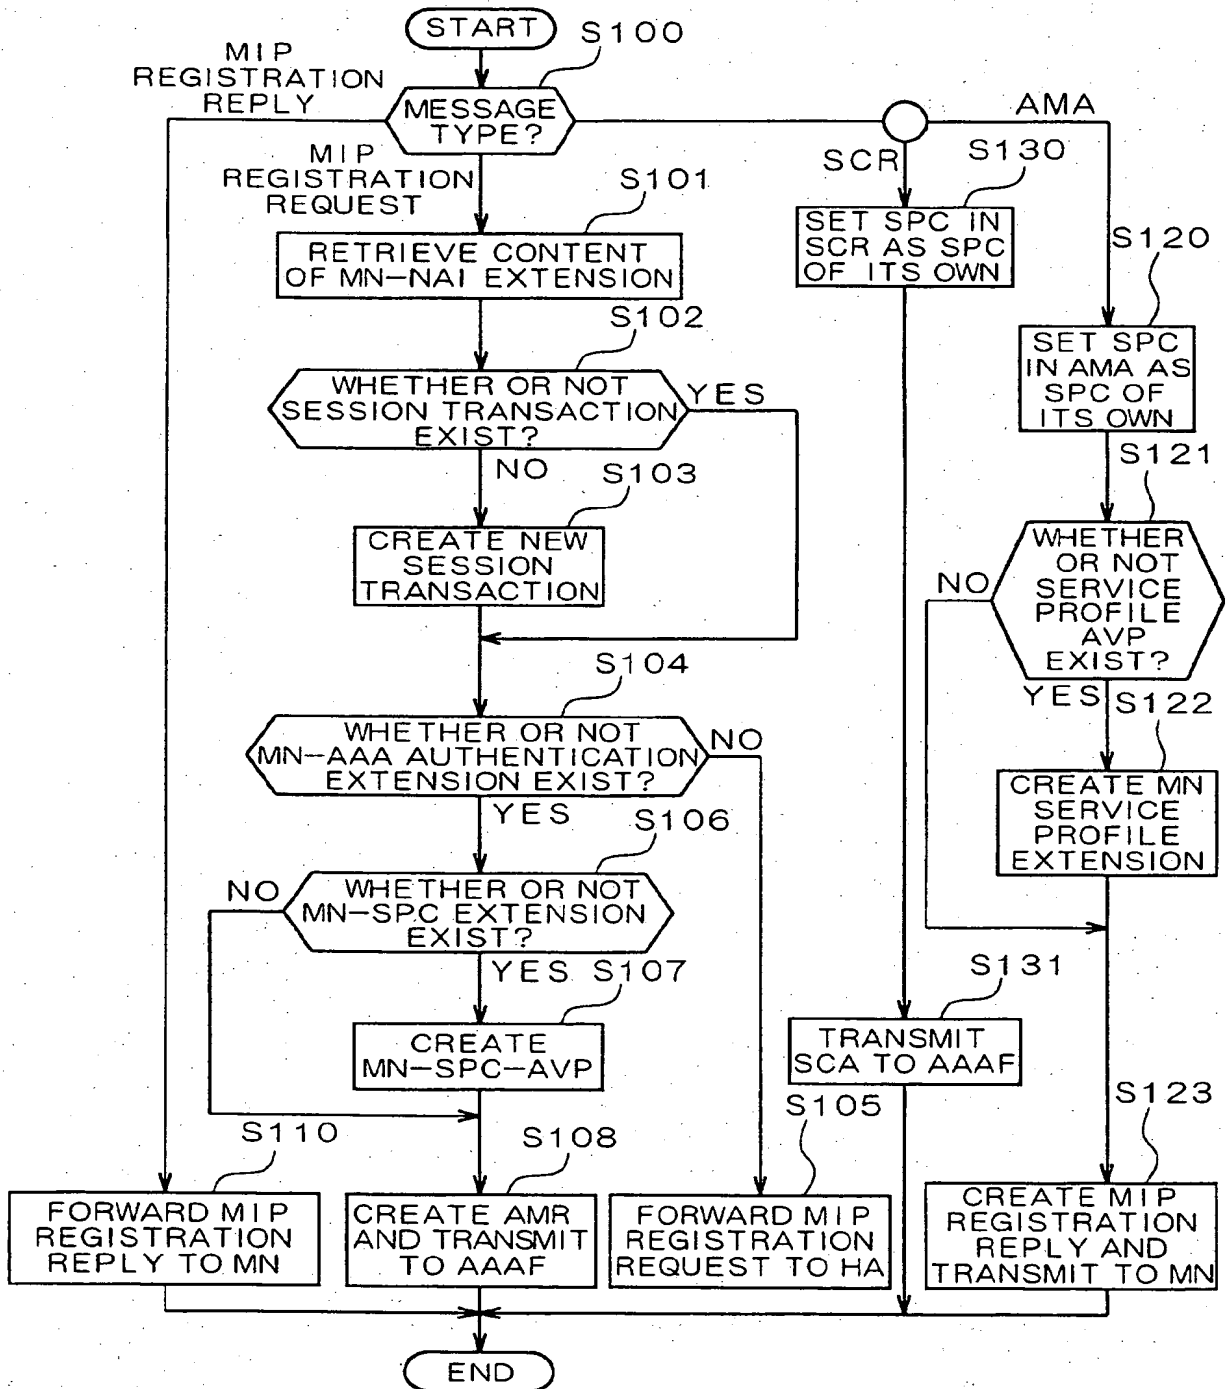 START
S100
MIP
REGISTRATION
REPLY
MESSAGE
TYPE?
AMA
MIP
REGISTRATION
REQUEST
SCR
S130
S101
SET SPC IN
SCR AS SPC
OF ITS OWN
S120
RETRIEVE CONTENT
OF MN-NAI EXTENSION
S102
SET SPC
IN AMA AS
SPC OF
ITS OWN
WHETHER OR NOT
SESSION TRANSACTION
EXIST?
YES
NO
S103
S121
CREATE NEW
SESSION
TRANSACTION
WHETHER
OR NOT
SERVICE
PROFILE
AVP
EXIST?
NO
S104
YES
S122
WHETHER OR NOT
MN-AAA AUTHENTICATION
EXTENSION EXIST?
NO
YES
CREATE MN
SERVICE
PROFILE
EXTENSION
S106
NO
WHETHER OR NOT
MN-SPC EXTENSION
EXIST?
YES
S107
S131
CREATE
MN-SPC-AVP
TRANSMIT
SCA TO AAAF
S110
S108
S105
S123
FORWARD MIP
REGISTRATION
REPLY TO MN
CREATE AMR
AND TRANSMIT
TO AAAF
FORWARD MIP
REGISTRATION
REQUEST TO HA
CREATE MIP
REGISTRATION
REPLY AND
TRANSMIT TO MN
END